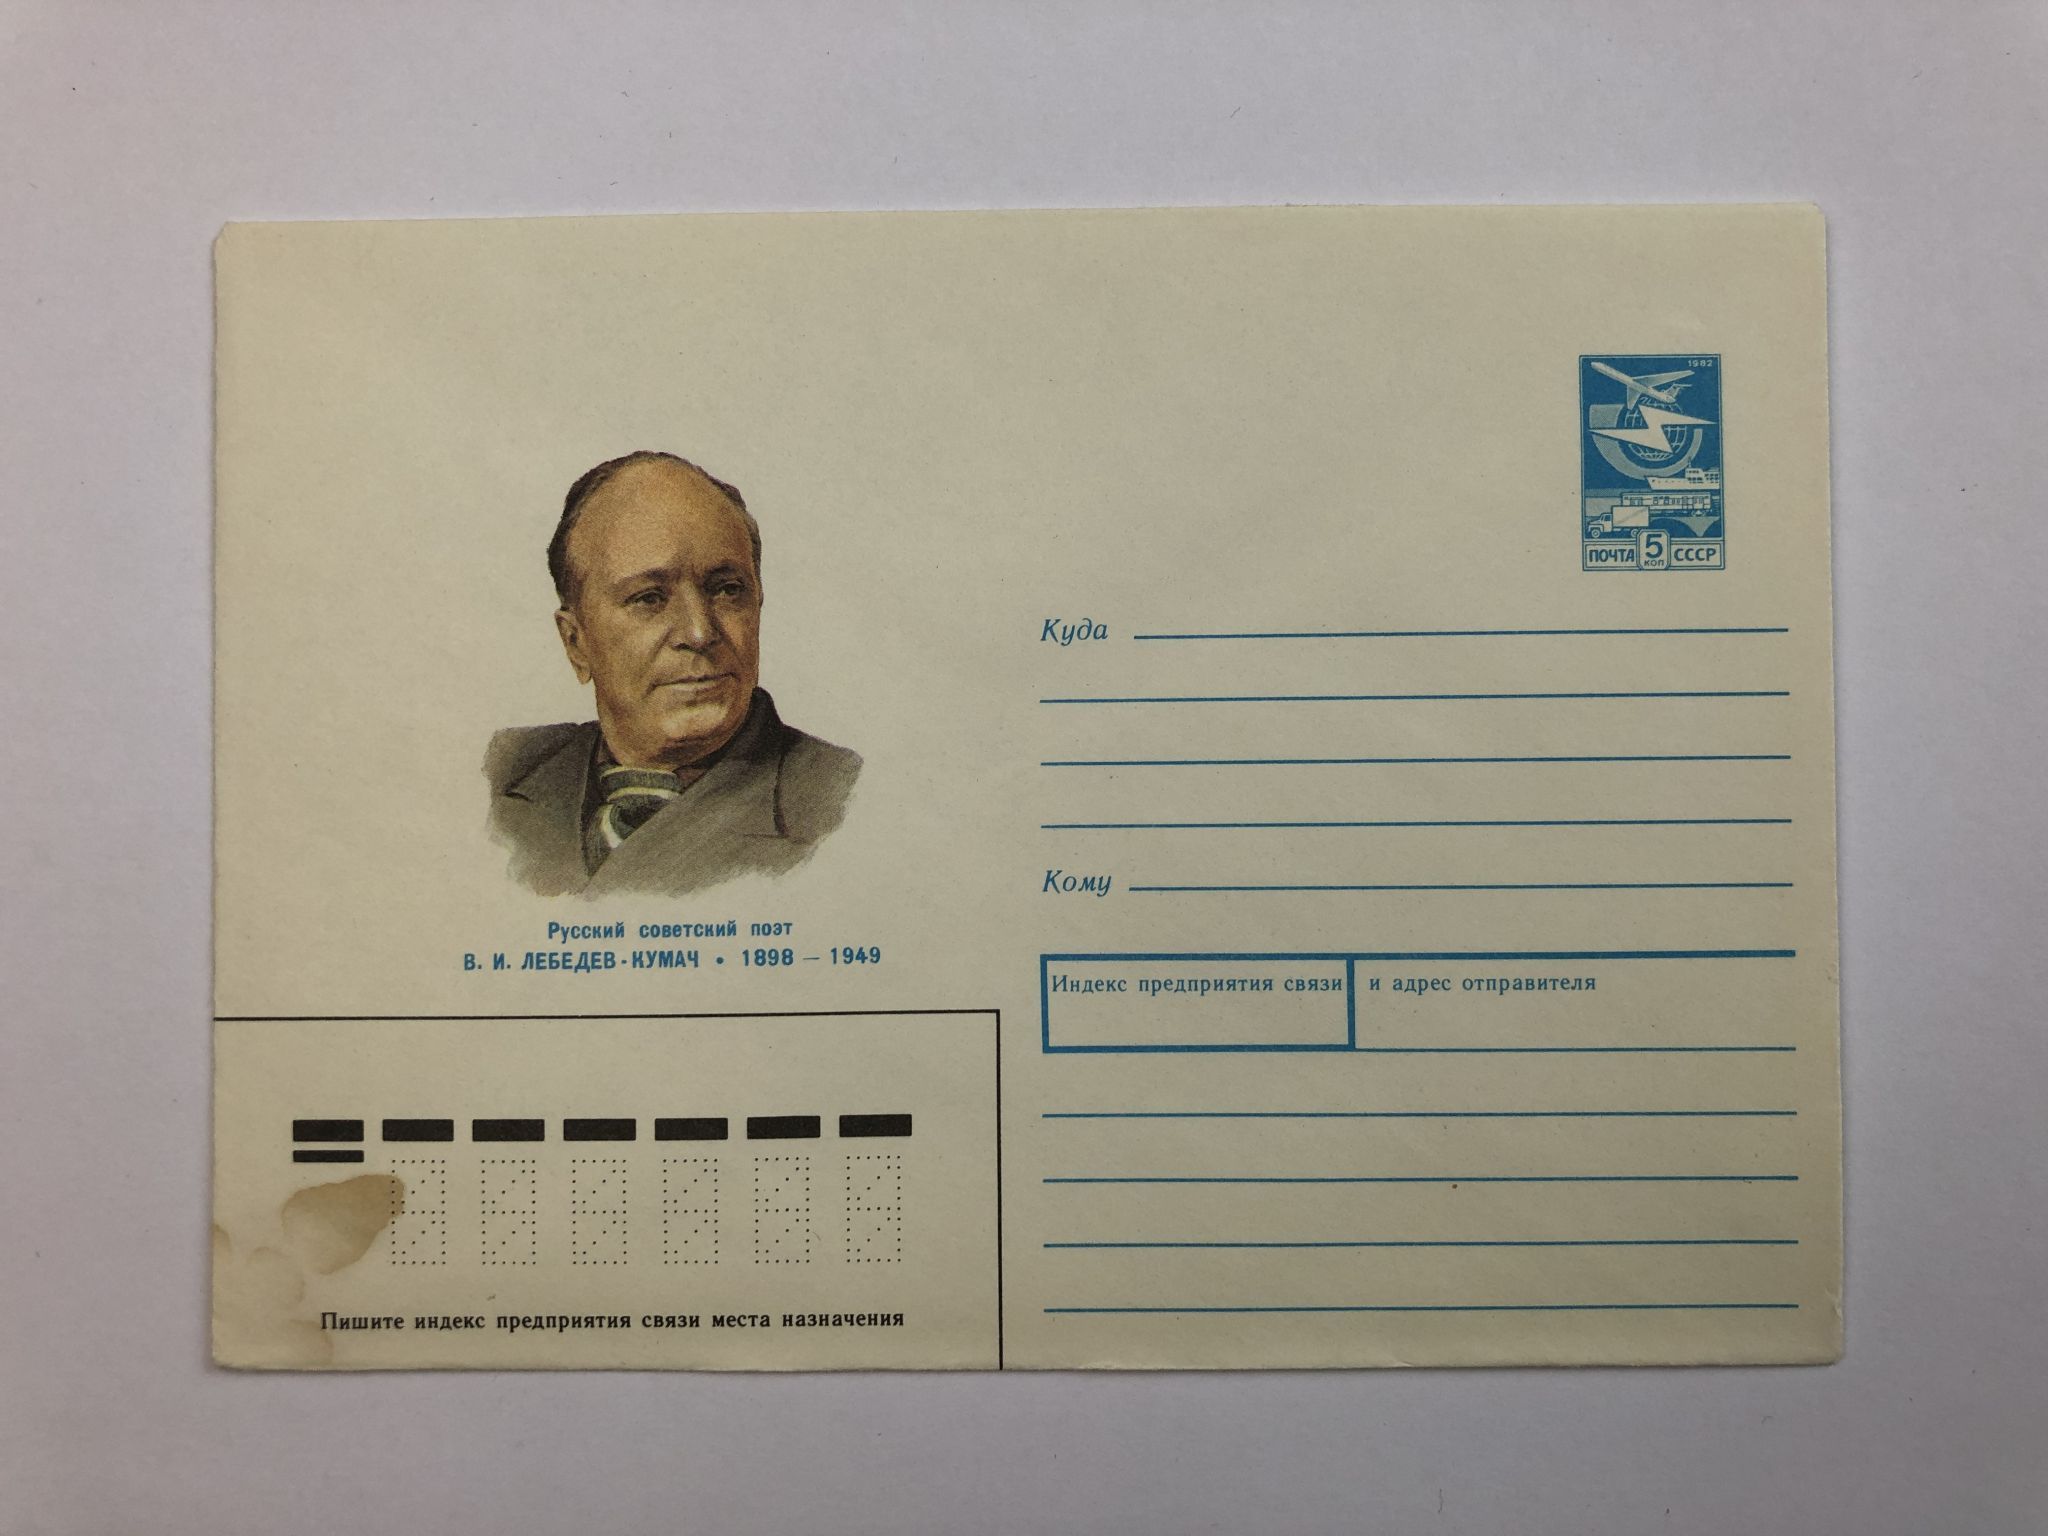 1982
ПОЧТА 5 КОП СССР
Куда
Кому
Русский советский поэт
В. И. ЛЕБЕДЕВ-КУМАЧ • 1898 — 1949
Индекс предприятия связи и адрес отправителя
Пишите индекс предприятия связи места назначения